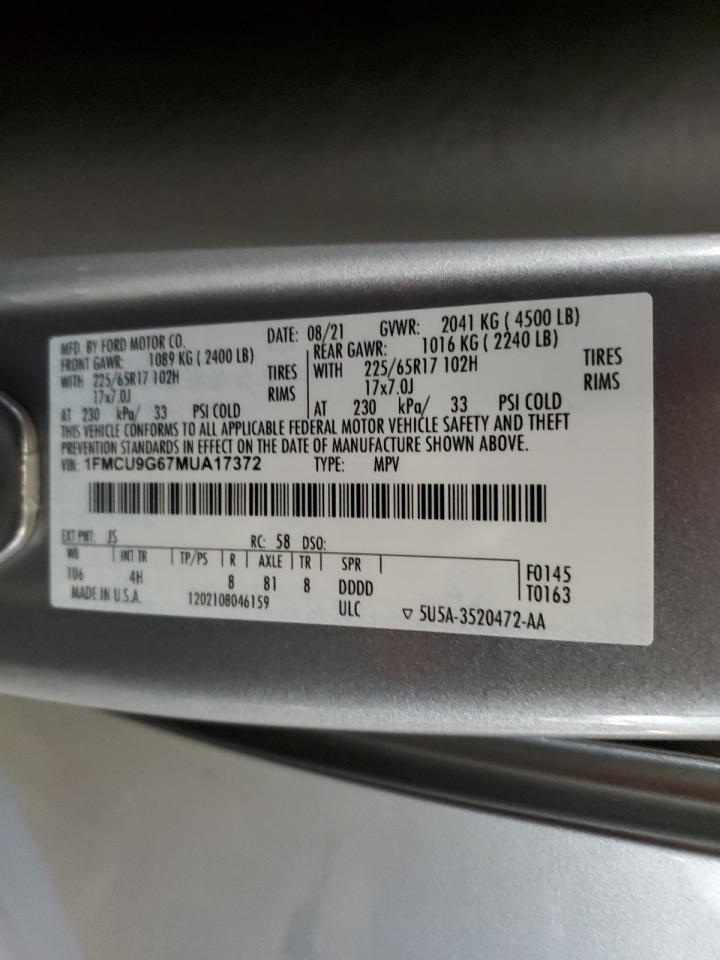 MFD. BY FORD MOTOR CO. DATE: 08/21 GVWR: 2041 KG ( 4500 LB)
FRONT GAWR: 1089 KG ( 2400 LB) REAR GAWR: 1016 KG ( 2240 LB)
WITH 225/65R17 102H TIRES WITH 225/65R17 102H TIRES
17x7.0J RIMS 17x7.0J RIMS
AT 230 kPa/ 33 PSI COLD AT 230 kPa/ 33 PSI COLD
THIS VEHICLE CONFORMS TO ALL APPLICABLE FEDERAL MOTOR VEHICLE SAFETY AND THEFT
PREVENTION STANDARDS IN EFFECT ON THE DATE OF MANUFACTURE SHOWN ABOVE.
VIN: 1FMCU9G67MUA17372 TYPE: MPV
EXT PNT: JS RC: 58 DSO:
WB INT TR TP/PS R AXLE TR SPR
106 4H 8 81 8 DDDD F0145
MADE IN U.S.A. 1202108046159 ULC T0163
▽ 5U5A-3520472-AA